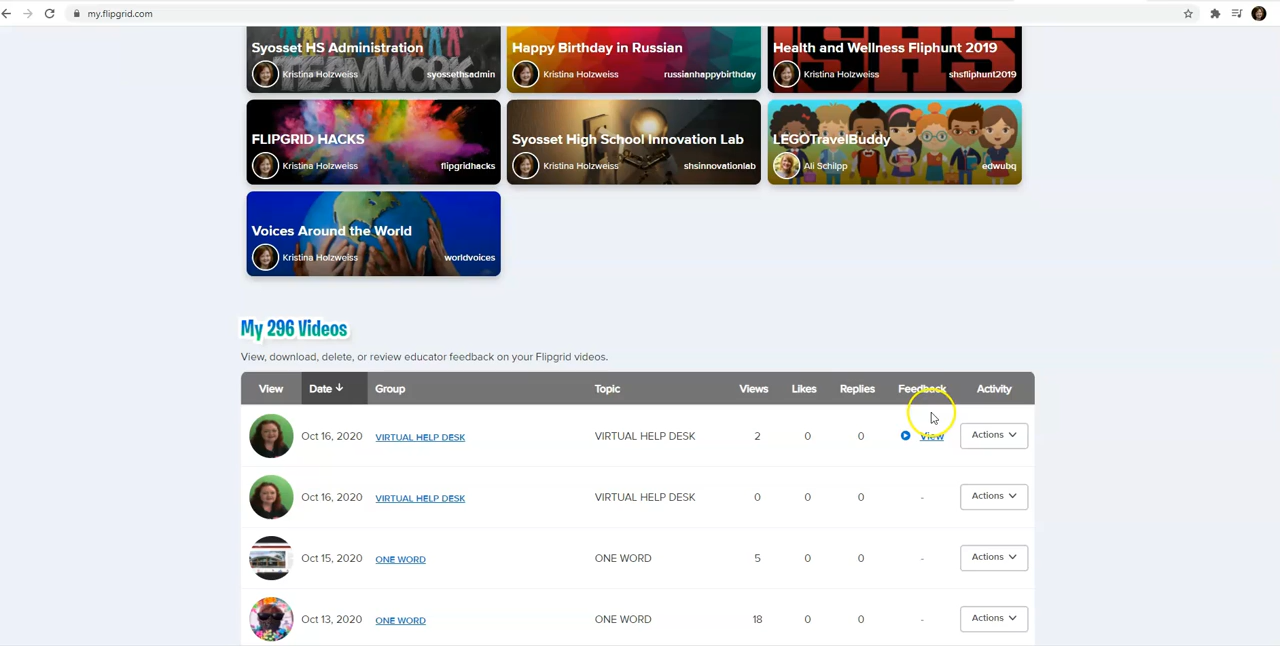 my.flipgrid.com
Syosset HS Administration
Kristina Holzweiss syossethsadmin
TEAMWORK
Happy Birthday in Russian
Kristina Holzweiss russianhappybirthday
Health and Wellness Fliphunt 2019
Kristina Holzweiss shsfliphunt2019
SHS
FLIPGRID HACKS
Kristina Holzweiss flipgridhacks
Syosset High School Innovation Lab
Kristina Holzweiss shsinnovationlab
LEGOTravelBuddy
Ali Schilpp edwubq
Voices Around the World
Kristina Holzweiss worldvoices
My 296 Videos
View, download, delete, or review educator feedback on your Flipgrid videos.
View Date ↓ Group Topic Views Likes Replies Feedback Activity
Oct 16, 2020 VIRTUAL HELP DESK VIRTUAL HELP DESK 2 0 0 View Actions
Oct 16, 2020 VIRTUAL HELP DESK VIRTUAL HELP DESK 0 0 0 - Actions
Oct 15, 2020 ONE WORD ONE WORD 5 0 0 - Actions
Oct 13, 2020 ONE WORD ONE WORD 18 0 0 - Actions